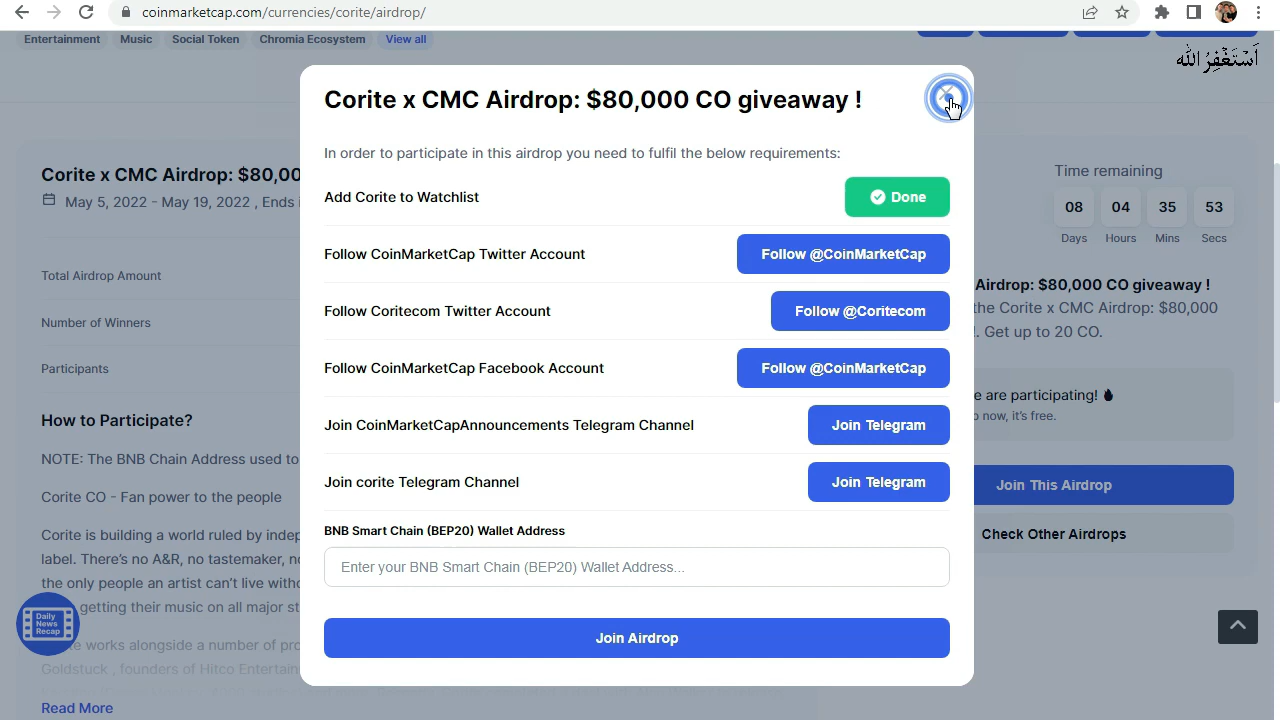 coinmarketcap.com/currencies/corite/airdrop/
Entertainment Music Social Token Chromia Ecosystem View all
أَسْتَغْفِرُ اللّٰه
Corite x CMC Airdrop: $80,000 CO giveaway !
In order to participate in this airdrop you need to fulfil the below requirements:
Add Corite to Watchlist Done
Follow CoinMarketCap Twitter Account Follow @CoinMarketCap
Follow Coritecom Twitter Account Follow @Coritecom
Follow CoinMarketCap Facebook Account Follow @CoinMarketCap
Join CoinMarketCapAnnouncements Telegram Channel Join Telegram
Join corite Telegram Channel Join Telegram
BNB Smart Chain (BEP20) Wallet Address
Enter your BNB Smart Chain (BEP20) Wallet Address...
Join Airdrop
Corite x CMC Airdrop: $80,00
May 5, 2022 - May 19, 2022 , Ends
Total Airdrop Amount
Number of Winners
Participants
How to Participate?
NOTE: The BNB Chain Address used to
Corite CO - Fan power to the people
Corite is building a world ruled by
label. There's no A&R, no tastemaker,
the only people an artist can't live
getting their music on all major
works alongside a number of
Goldstuck , founders of Hitco
Read More
Daily
News
Recap
Time remaining
08 04 35 53
Days Hours Mins Secs
Airdrop: $80,000 CO giveaway !
the Corite x CMC Airdrop: $80,000
. Get up to 20 CO.
are participating!
now, it's free.
Join This Airdrop
Check Other Airdrops